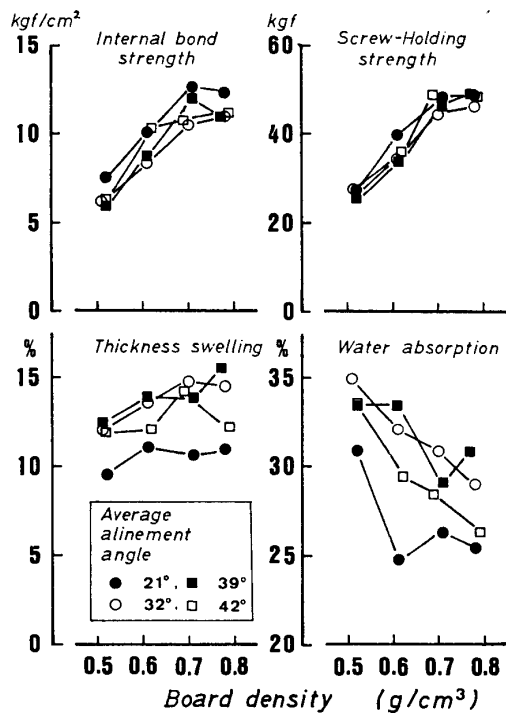 kgf/cm²
Internal bond
strength
15
10
5
0
kgf
Screw-Holding
strength
60
40
20
0
%
Thickness swelling
15
10
5
0
Average
alinement
angle
● 21°, ■ 39°
○ 32°, □ 42°
%
Water absorption
35
30
25
20
0.5 0.6 0.7 0.8
0.5 0.6 0.7 0.8
Board density (g/cm³)